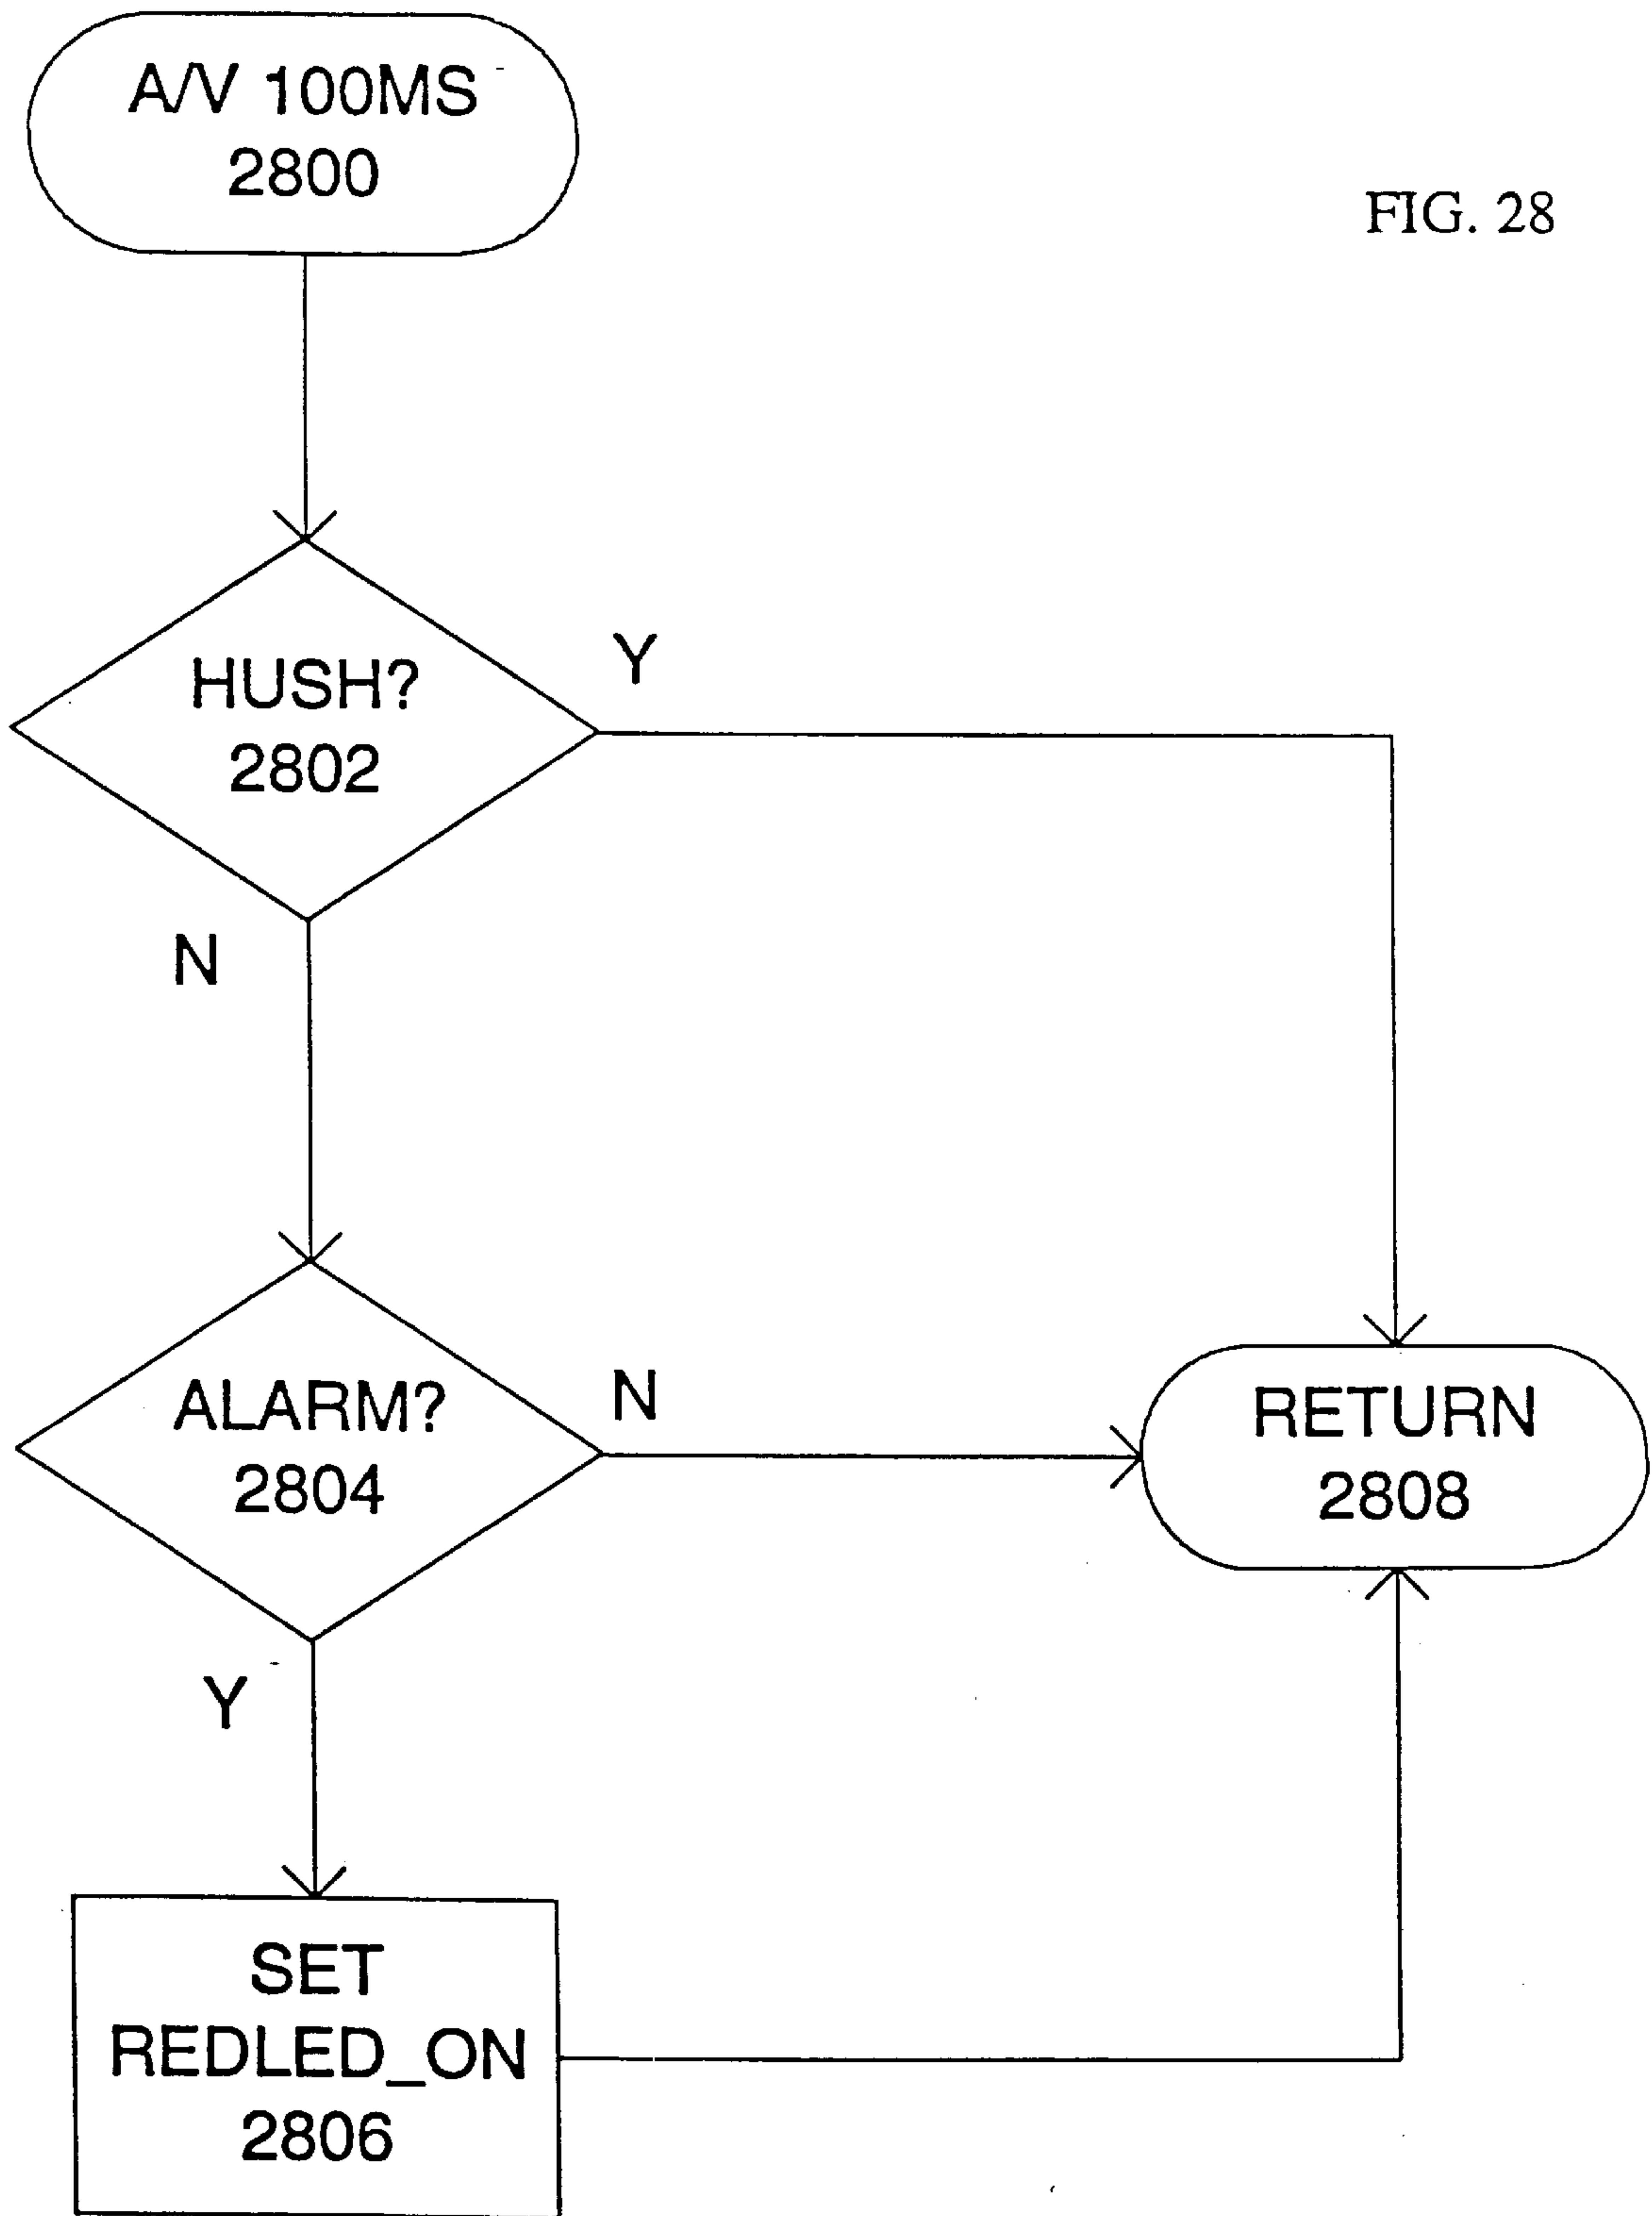 A/V 100MS
2800
FIG. 28
HUSH?
2802
Y
N
ALARM?
2804
N
RETURN
2808
Y
SET
REDLED_ON
2806